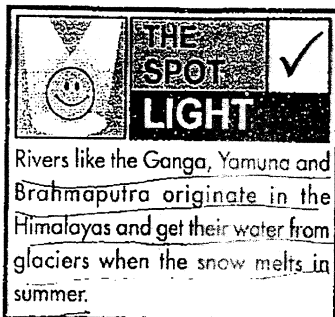 THE
SPOT
LIGHT
Rivers like the Ganga, Yamuna and
Brahmaputra originate in the
Himalayas and get their water from
glaciers when the snow melts in
summer.